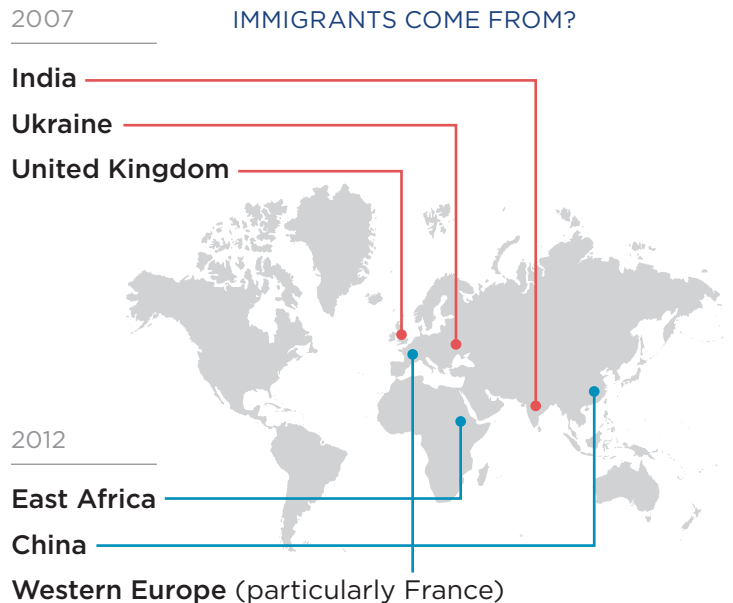 2007
IMMIGRANTS COME FROM?
India
Ukraine
United Kingdom
2012
East Africa
China
Western Europe (particularly France)